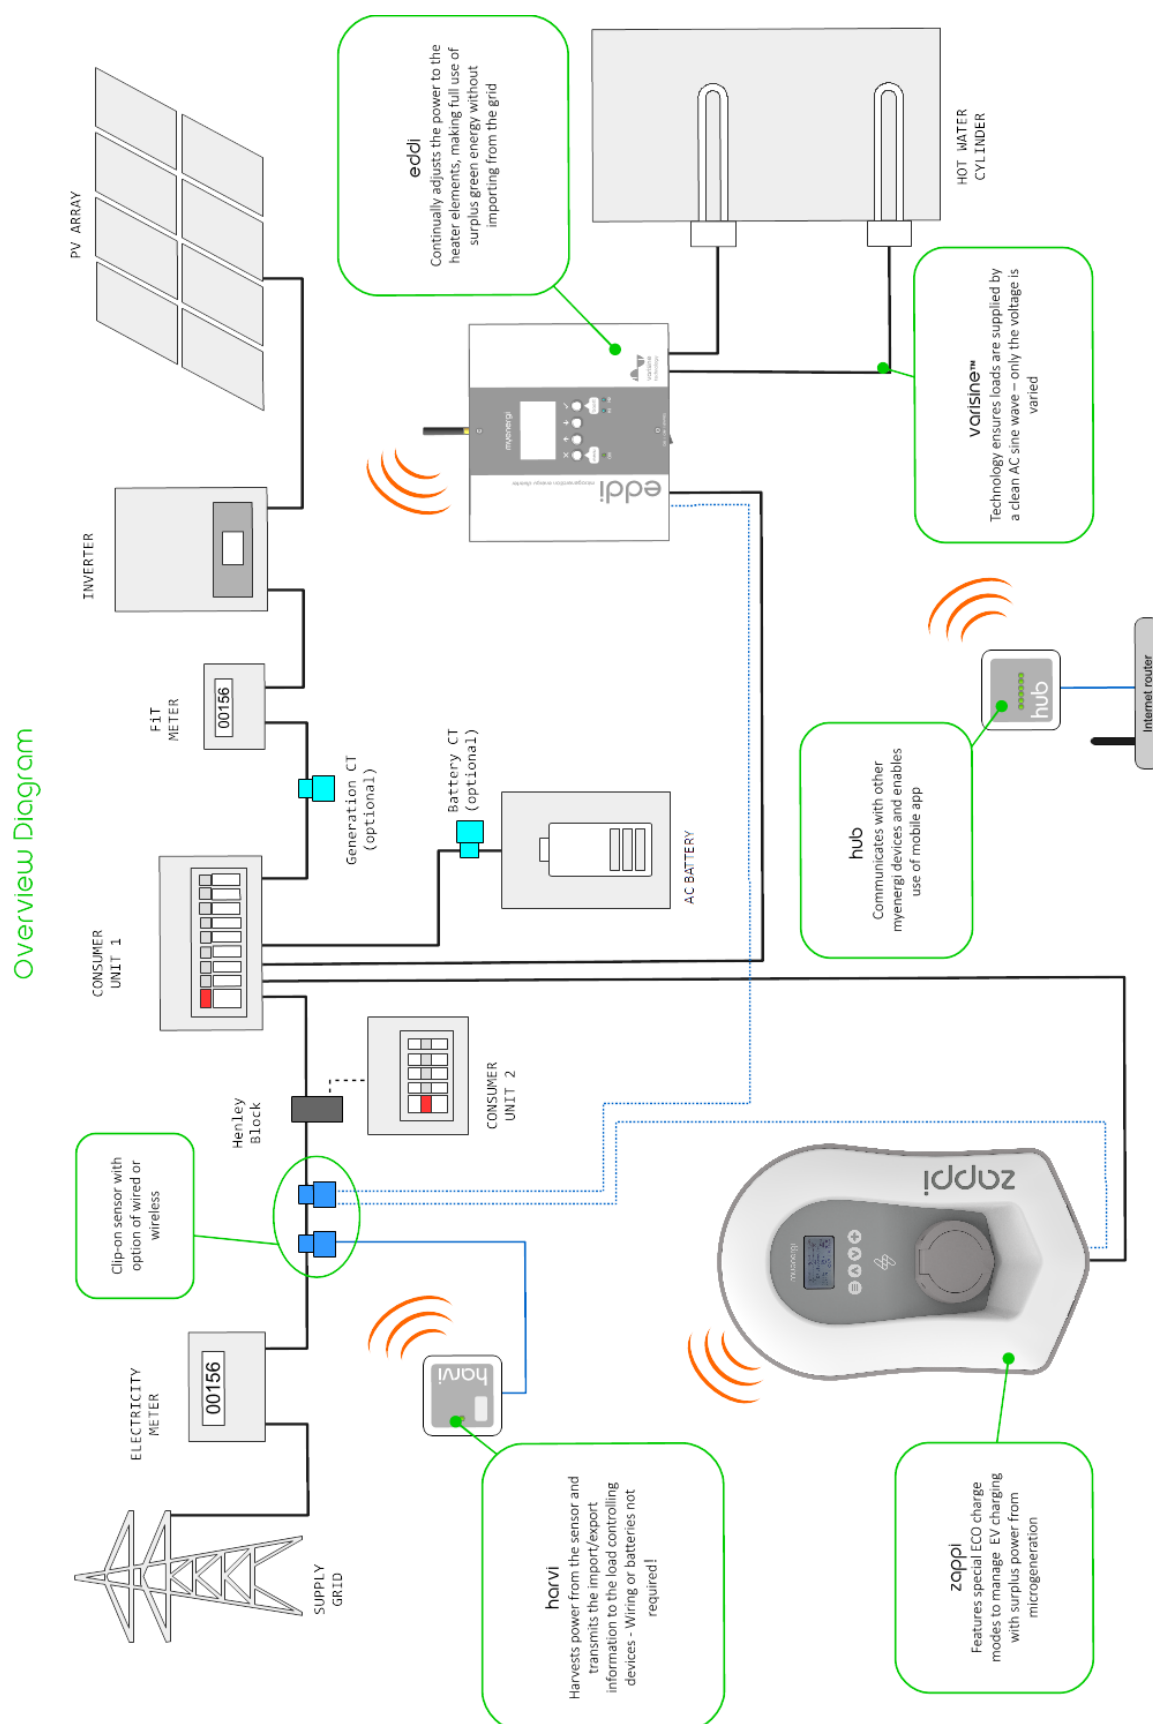 Overview Diagram
SUPPLY
GRID
ELECTRICITY
METER
00156
Clip-on sensor with
option of wired or
wireless
Henley
Block
CONSUMER
UNIT 1
CONSUMER
UNIT 2
Generation CT
(optional)
FiT
METER
00156
INVERTER
PV ARRAY
Battery CT
(optional)
AC BATTERY
eddi
Continually adjusts the power to the
heater elements, making full use of
surplus green energy without
importing from the grid
myenergi
eddi
microgeneration energy diverter
varisine
technology
HOT WATER
CYLINDER
varisine™
Technology ensures loads are supplied by
a clean AC sine wave – only the voltage is
varied
harvi
harvi
Harvests power from the sensor and
transmits the import/export
information to the load controlling
devices - Wiring or batteries not
required!
zappi
myenergi
zappi
Features special ECO charge
modes to manage EV charging
with surplus power from
microgeneration
hub
Communicates with other
myenergi devices and enables
use of mobile app
hub
Internet router